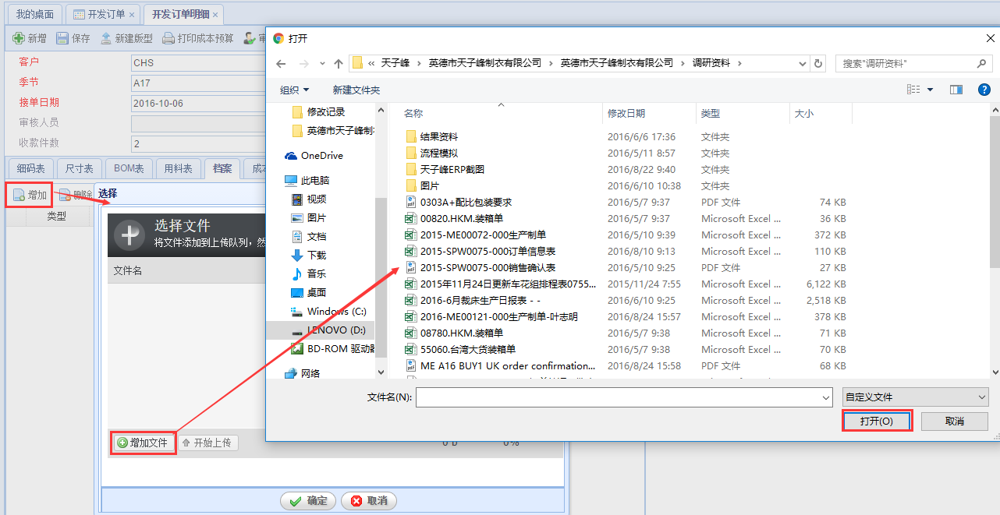 我的桌面
开发订单 ×
开发订单明细 ×
新增 保存 新建版型 打印成本预算
客户 CHS
季节 A17
接单日期 2016-10-06
审核人员
收款件数 2
细码表 尺寸表 BOM表 用料表 档案
增加 删除
类型
选择
选择文件
将文件添加到上传队列，然
文件名
增加文件 开始上传
0 b 0%
确定 取消
打开
« 天子峰 › 英德市天子峰制衣有限公司 › 英德市天子峰制衣有限公司 › 调研资料 ›
搜索"调研资料"
组织 新建文件夹
修改记录
英德市天子峰制
OneDrive
此电脑
视频
图片
文档
下载
音乐
桌面
Windows (C:)
LENOVO (D:)
BD-ROM 驱动
网络
名称 修改日期 类型 大小
结果资料 2016/6/6 17:36 文件夹
流程模拟 2016/5/11 8:57 文件夹
天子峰ERP截图 2016/8/22 9:40 文件夹
图片 2016/6/10 10:38 文件夹
0303A+配比包装要求 2016/5/7 9:37 PDF 文件 74 KB
00820.HKM.装箱单 2016/5/7 9:37 Microsoft Excel ... 36 KB
2015-ME00072-000生产制单 2016/5/10 9:39 Microsoft Excel ... 372 KB
2015-SPW0075-000订单信息表 2016/8/10 9:13 Microsoft Excel ... 110 KB
2015-SPW0075-000销售确认表 2016/5/10 9:25 PDF 文件 27 KB
2015年11月24日更新车花组排程表0755... 2015/11/24 7:55 Microsoft Excel ... 6,122 KB
2016-6月裁床生产日报表 - - 2016/6/10 9:25 Microsoft Excel ... 2,518 KB
2016-ME00121-000生产制单-叶志明 2016/8/24 15:57 Microsoft Excel ... 378 KB
08780.HKM.装箱单 2016/5/7 9:38 Microsoft Excel ... 71 KB
55060.台湾大货装箱单 2016/5/7 9:38 Microsoft Excel ... 70 KB
ME A16 BUY1 UK order confirmation... 2016/8/24 15:58 PDF 文件 68 KB
文件名(N):
自定义文件
打开(O) 取消